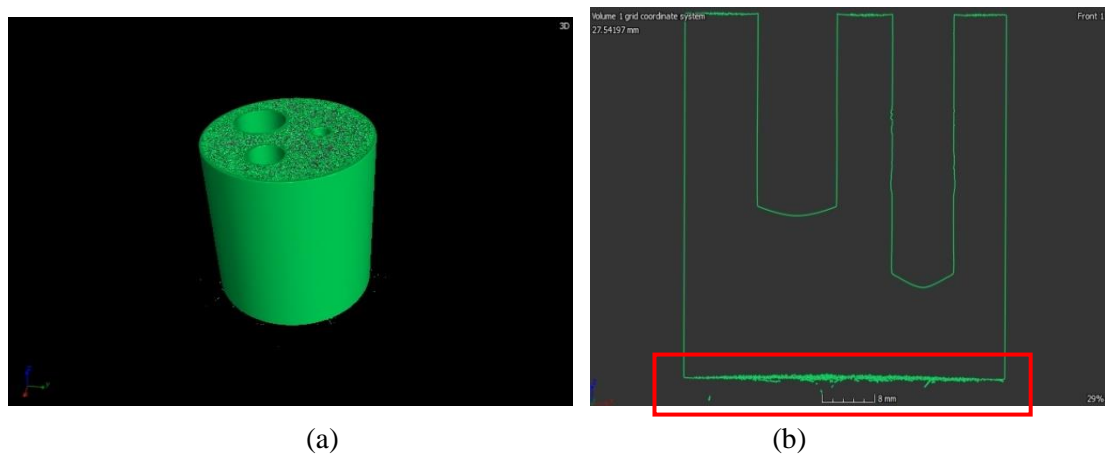 3D
Volume 1 grid coordinate system
27.54197 mm
Front 1
8 mm
29%
(a)
(b)